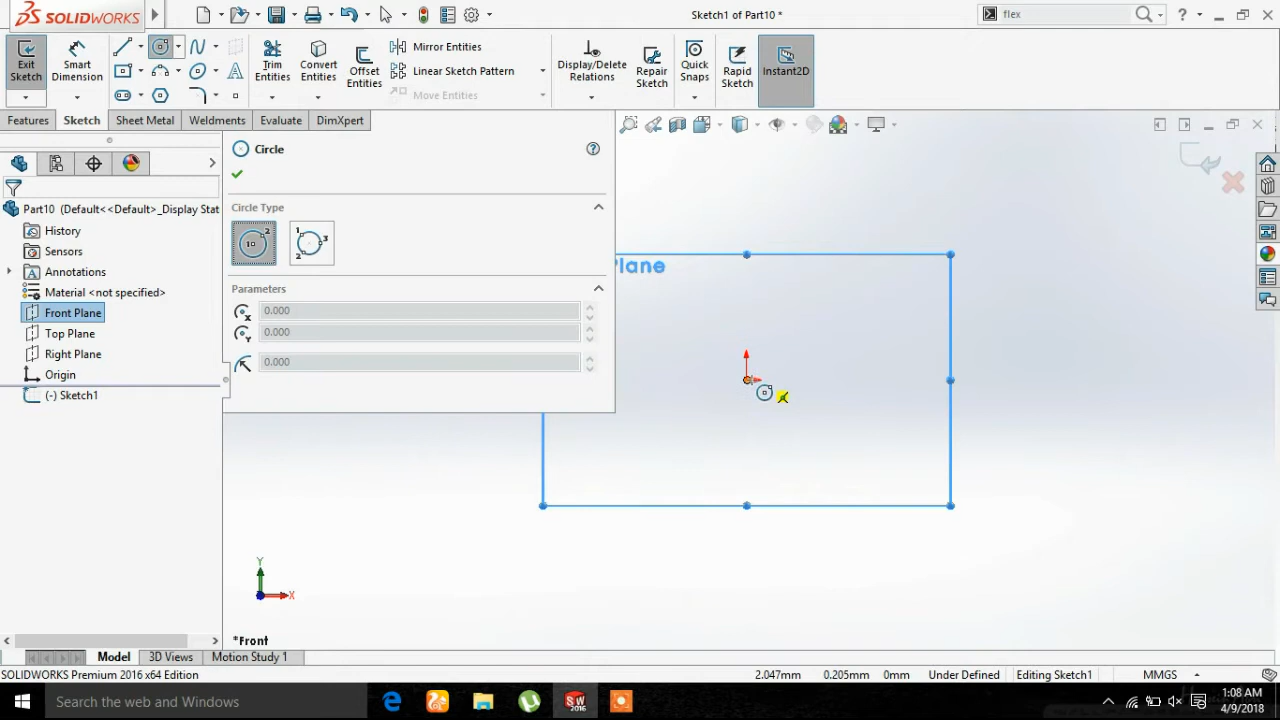 SOLIDWORKS
Sketch1 of Part10 *
flex
Exit Sketch
Smart Dimension
Trim Entities
Convert Entities
Offset Entities
Mirror Entities
Linear Sketch Pattern
Move Entities
Display/Delete Relations
Repair Sketch
Quick Snaps
Rapid Sketch
Instant2D
Features
Sketch
Sheet Metal
Weldments
Evaluate
DimXpert
Part10 (Default<<Default>_Display Stat
History
Sensors
Annotations
Material <not specified>
Front Plane
Top Plane
Right Plane
Origin
(-) Sketch1
Circle
Circle Type
Parameters
0.000
0.000
0.000
Plane
Y
X
*Front
Model
3D Views
Motion Study 1
SOLIDWORKS Premium 2016 x64 Edition
2.047mm
0.205mm
0mm
Under Defined
Editing Sketch1
MMGS
Search the web and Windows
1:08 AM
4/9/2018